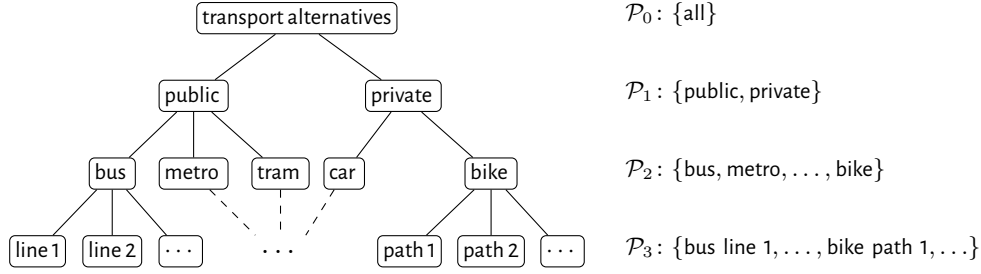 transport alternatives 𝒫₀: {all}
public private 𝒫₁: {public, private}
bus metro tram car bike 𝒫₂: {bus, metro, . . . , bike}
line 1 line 2 · · · · · · path 1 path 2 · · · 𝒫₃: {bus line 1, . . . , bike path 1, . . .}